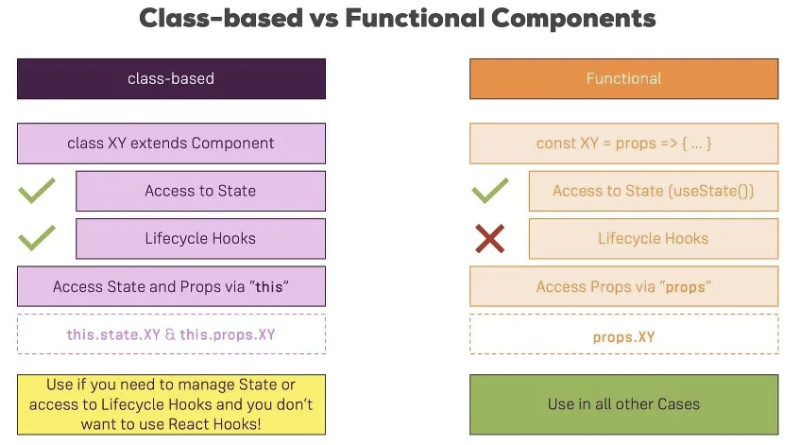 Class-based vs Functional Components
class-based
class XY extends Component
Access to State
Lifecycle Hooks
Access State and Props via “this”
this.state.XY & this.props.XY
Use if you need to manage State or
access to Lifecycle Hooks and you don’t
want to use React Hooks!
Functional
const XY = props => { ... }
Access to State (useState())
Lifecycle Hooks
Access Props via “props”
props.XY
Use in all other Cases